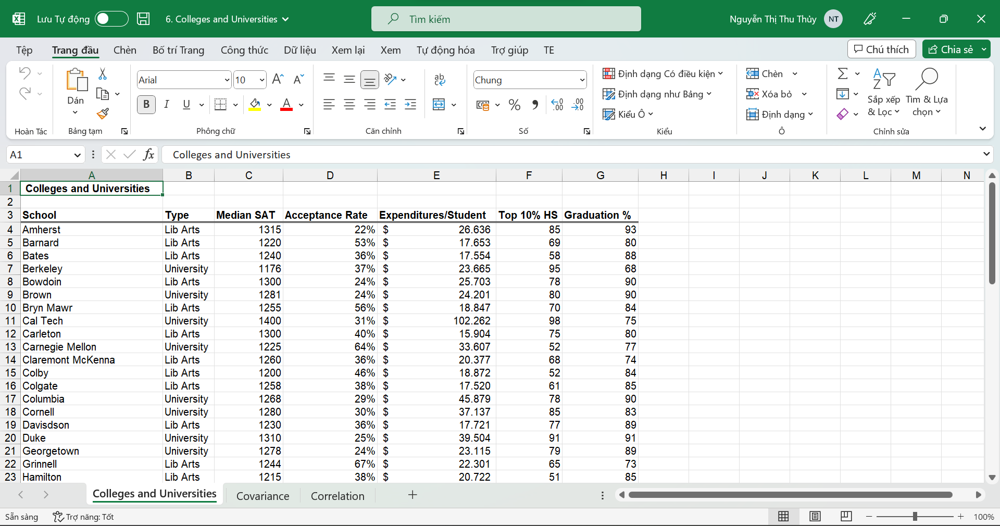 Lưu Tự động
6. Colleges and Universities
Tìm kiếm
Nguyễn Thị Thu Thủy NT
Tệp Trang đầu Chèn Bố trí Trang Công thức Dữ liệu Xem lại Xem Tự động hóa Trợ giúp TE
Chú thích Chia sẻ
Hoàn Tác
Dán
Bảng tạm
Arial 10 A A
B I U A
Phông chữ
ab
Căn chỉnh
Chung
% .00 .00
Số
Định dạng Có điều kiện
Định dạng như Bảng
Kiểu Ô
Kiểu
Chèn
Xóa bỏ
Định dạng
Ô
Sắp xếp & Lọc
Tìm & Lựa chọn
Chỉnh sửa
A1 fx Colleges and Universities
A B C D E F G H I J K L M N
1 Colleges and Universities
2
3 School Type Median SAT Acceptance Rate Expenditures/Student Top 10% HS Graduation %
4 Amherst Lib Arts 1315 22% $ 26.636 85 93
5 Barnard Lib Arts 1220 53% $ 17.653 69 80
6 Bates Lib Arts 1240 36% $ 17.554 58 88
7 Berkeley University 1176 37% $ 23.665 95 68
8 Bowdoin Lib Arts 1300 24% $ 25.703 78 90
9 Brown University 1281 24% $ 24.201 80 90
10 Bryn Mawr Lib Arts 1255 56% $ 18.847 70 84
11 Cal Tech University 1400 31% $ 102.262 98 75
12 Carleton Lib Arts 1300 40% $ 15.904 75 80
13 Carnegie Mellon University 1225 64% $ 33.607 52 77
14 Claremont McKenna Lib Arts 1260 36% $ 20.377 68 74
15 Colby Lib Arts 1200 46% $ 18.872 52 84
16 Colgate Lib Arts 1258 38% $ 17.520 61 85
17 Columbia University 1268 29% $ 45.879 78 90
18 Cornell University 1280 30% $ 37.137 85 83
19 Davisdson Lib Arts 1230 36% $ 17.721 77 89
20 Duke University 1310 25% $ 39.504 91 91
21 Georgetown University 1278 24% $ 23.115 79 89
22 Grinnell Lib Arts 1244 67% $ 22.301 65 73
23 Hamilton Lib Arts 1215 38% $ 20.722 51 85
Colleges and Universities Covariance Correlation
Sẵn sàng Trợ năng: Tốt 100%